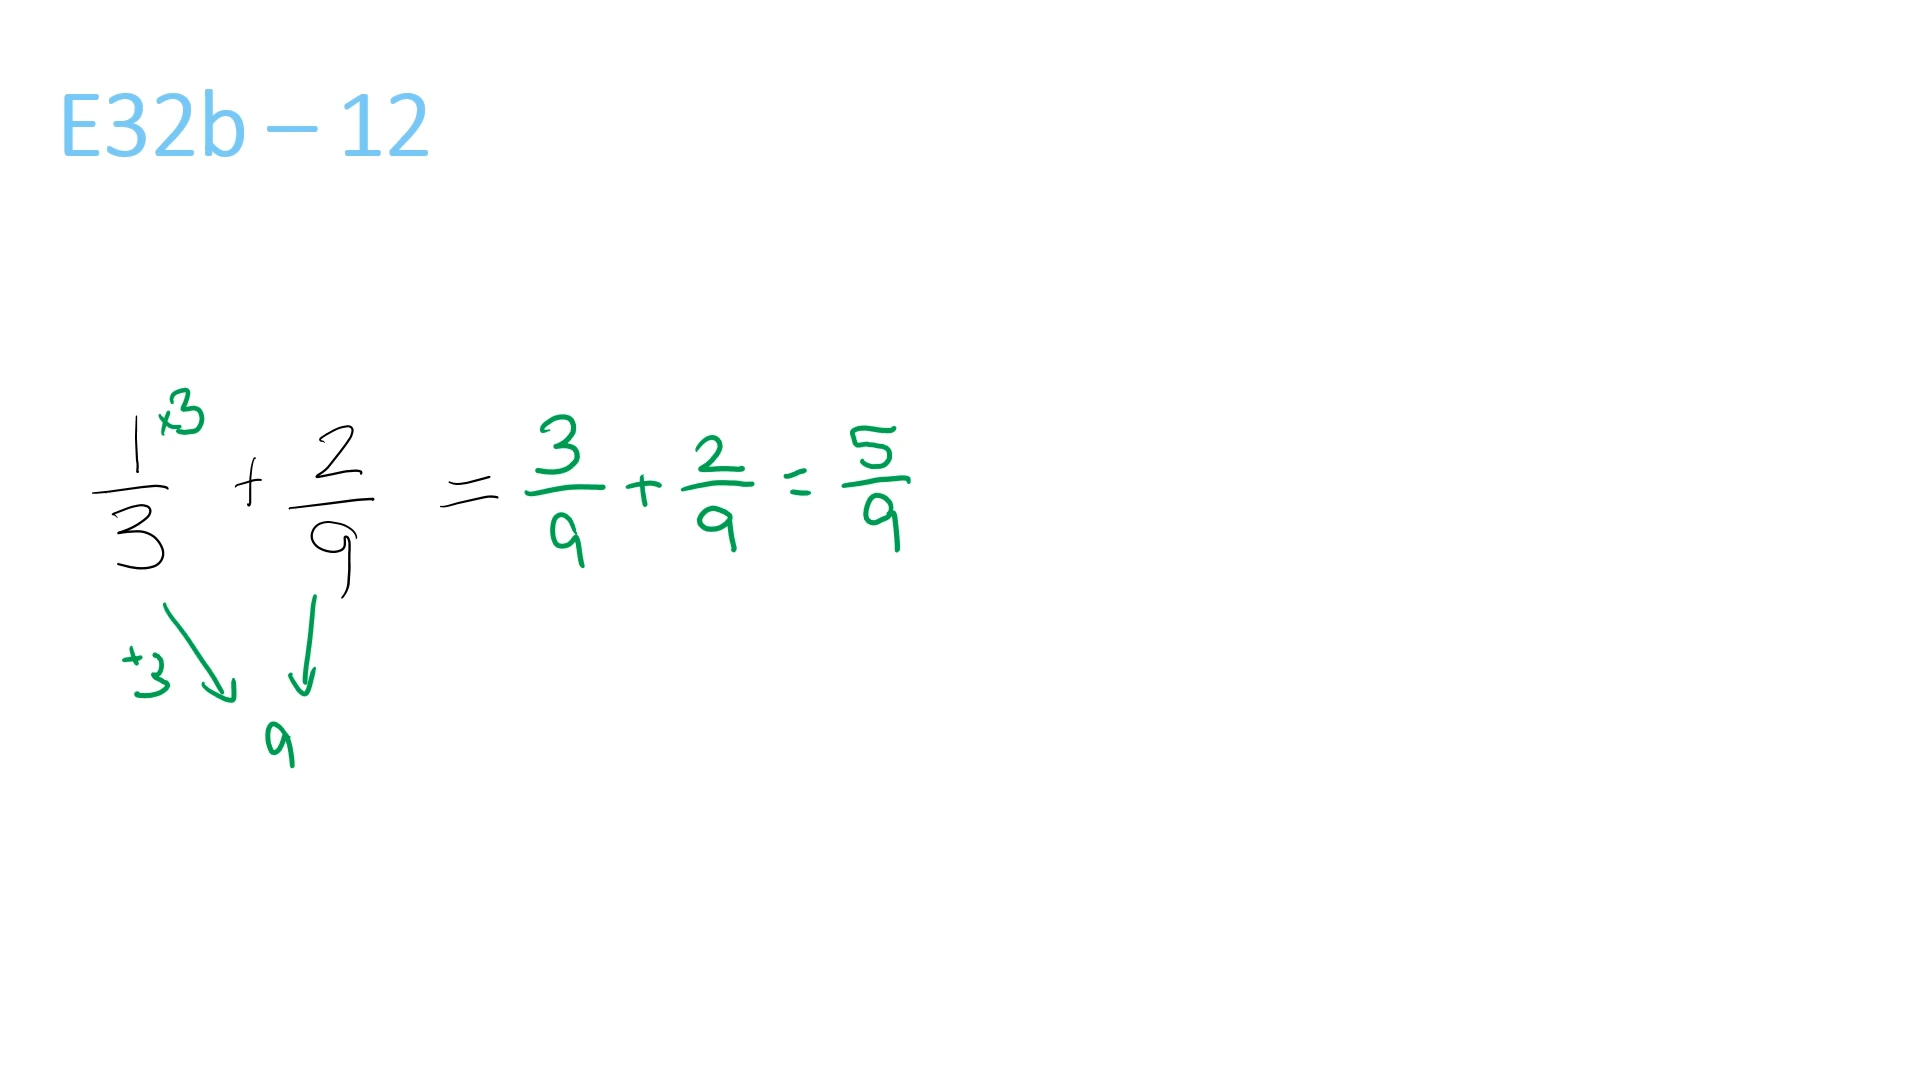 E32b – 12
1/3 ×3 + 2/9 = 3/9 + 2/9 = 5/9
+3
9